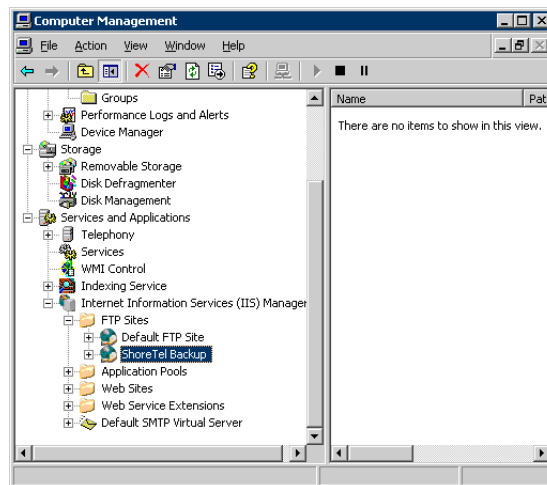 Computer Management
File Action View Window Help
Name Pat
There are no items to show in this view.
Groups
Performance Logs and Alerts
Device Manager
Storage
Removable Storage
Disk Defragmenter
Disk Management
Services and Applications
Telephony
Services
WMI Control
Indexing Service
Internet Information Services (IIS) Manager
FTP Sites
Default FTP Site
ShoreTel Backup
Application Pools
Web Sites
Web Service Extensions
Default SMTP Virtual Server